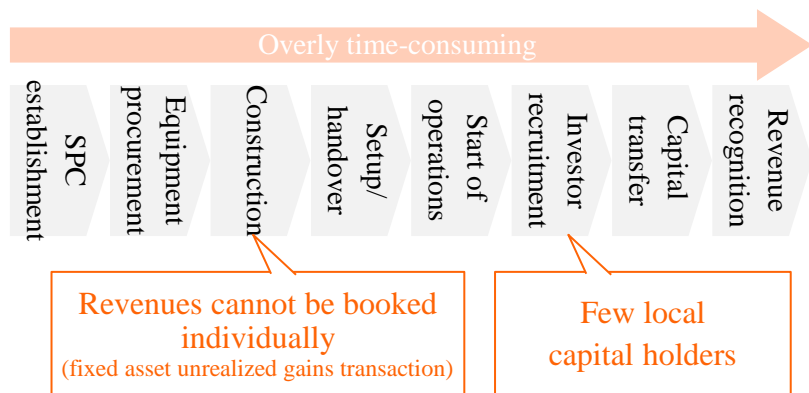 Overly time-consuming
SPC
establishment
Equipment
procurement
Construction
Setup/
handover
Start of
operations
Investor
recruitment
Capital
transfer
Revenue
recognition
Revenues cannot be booked
individually
(fixed asset unrealized gains transaction)
Few local
capital holders